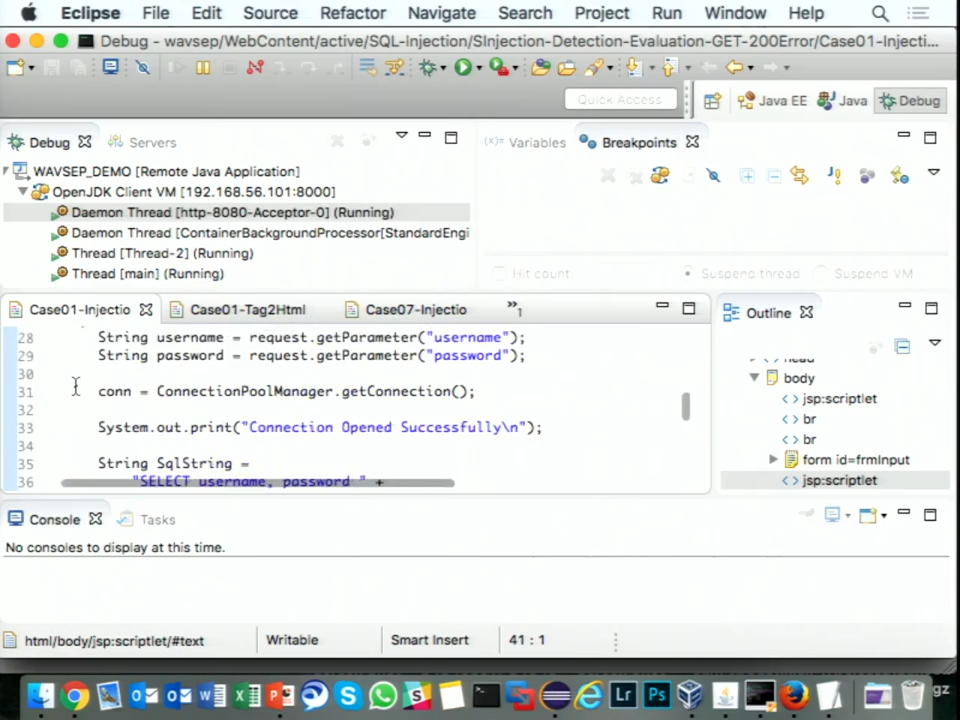 Eclipse File Edit Source Refactor Navigate Search Project Run Window Help
Debug - wavsep/WebContent/active/SQL-Injection/SInjection-Detection-Evaluation-GET-200Error/Case01-Injecti...
Quick Access
Java EE
Java
Debug
Debug
Servers
WAVSEP_DEMO [Remote Java Application]
OpenJDK Client VM [192.168.56.101:8000]
Daemon Thread [http-8080-Acceptor-0] (Running)
Daemon Thread [ContainerBackgroundProcessor[StandardEngi
Thread [Thread-2] (Running)
Thread [main] (Running)
(x)= Variables
Breakpoints
Hit count:
Suspend thread
Suspend VM
Case01-Injectio
Case01-Tag2Html
Case07-Injectio
»1
28 String username = request.getParameter("username");
29 String password = request.getParameter("password");
30
31 conn = ConnectionPoolManager.getConnection();
32
33 System.out.print("Connection Opened Successfully\n");
34
35 String SqlString =
36 "SELECT username, password " +
Outline
head
body
jsp:scriptlet
br
br
form id=frmInput
jsp:scriptlet
Console
Tasks
No consoles to display at this time.
html/body/jsp:scriptlet/#text
Writable
Smart Insert
41 : 1
Lr
Ps
gz